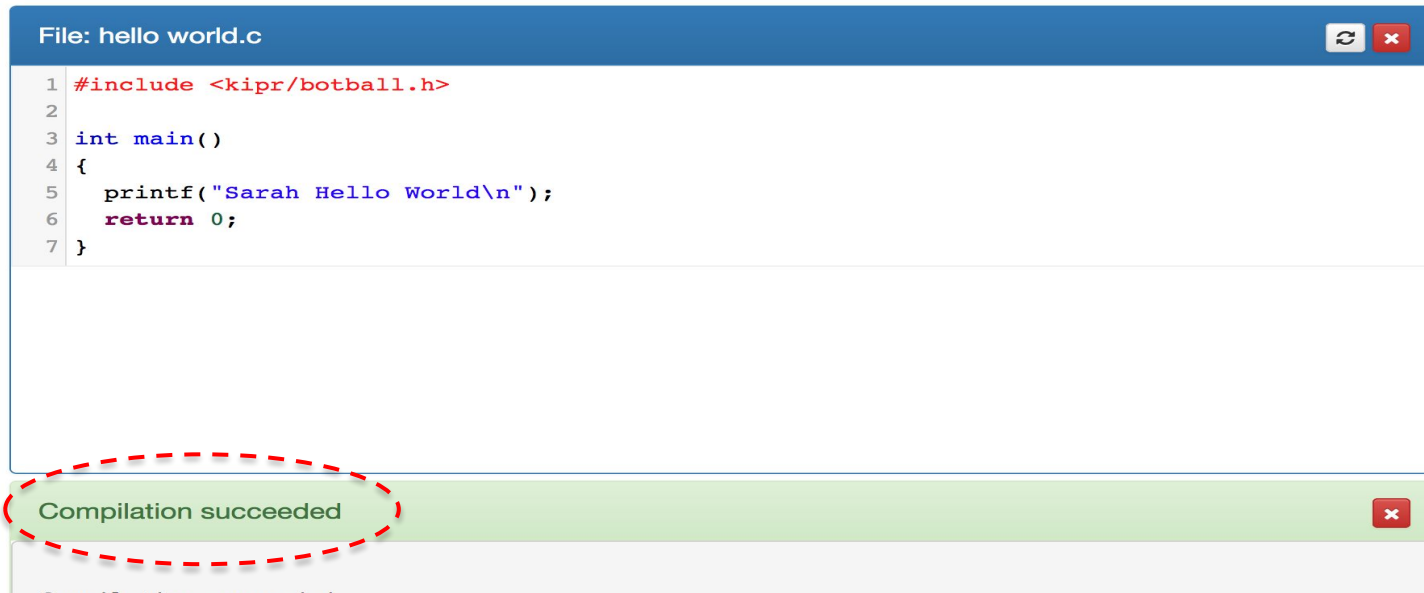 File: hello world.c
1 #include <kipr/botball.h>
2
3 int main()
4 {
5 printf("Sarah Hello World\n");
6 return 0;
7 }
Compilation succeeded